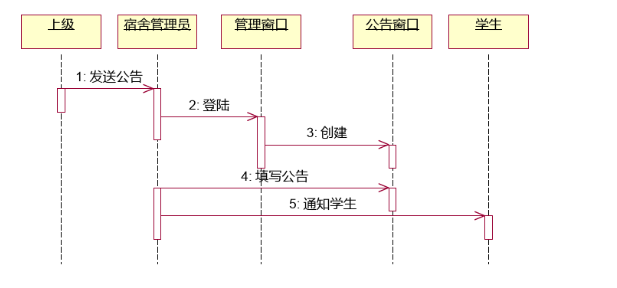 上级
宿舍管理员
管理窗口
公告窗口
学生
1: 发送公告
2: 登陆
3: 创建
4: 填写公告
5: 通知学生